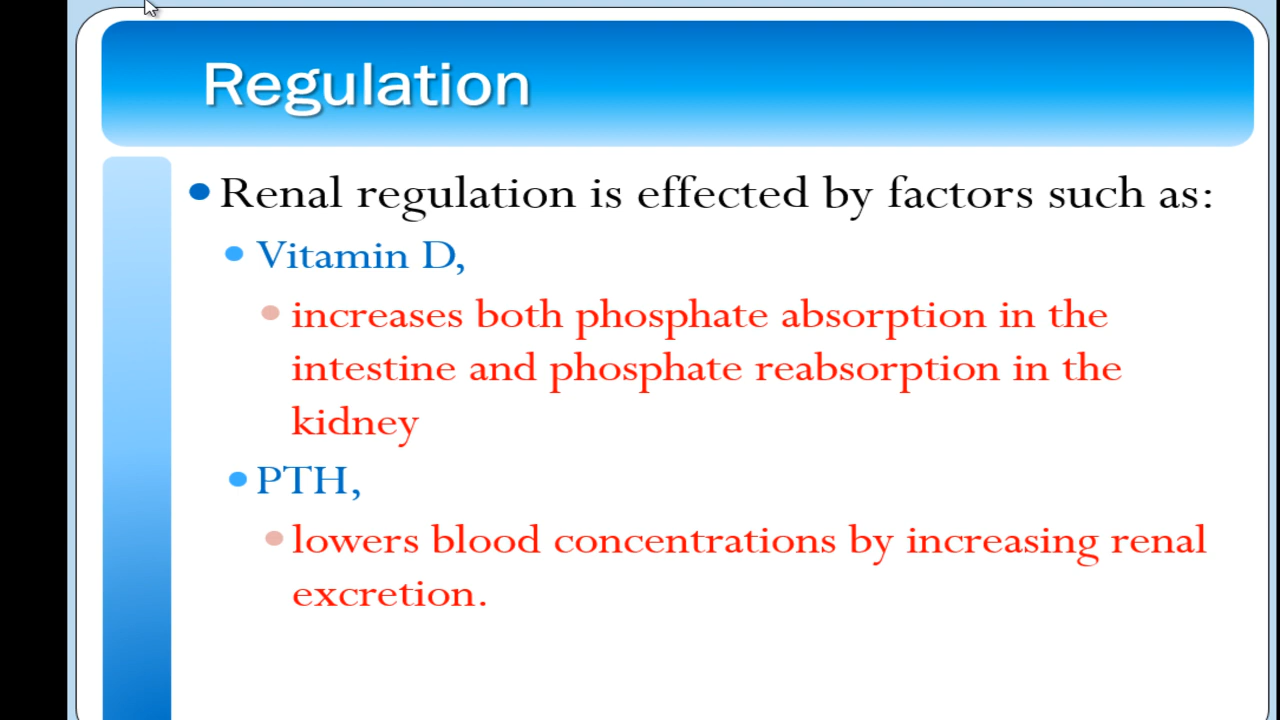 Regulation
Renal regulation is effected by factors such as:
Vitamin D,
increases both phosphate absorption in the
intestine and phosphate reabsorption in the
kidney
PTH,
lowers blood concentrations by increasing renal
excretion.